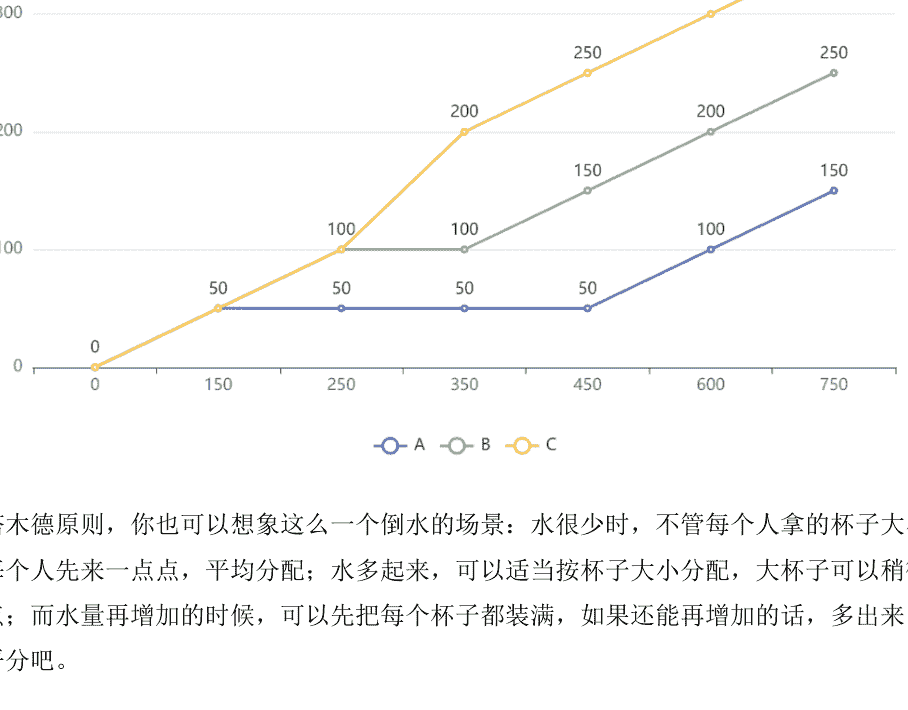 250
200 250
200
150 150
100 100 100
50 50 50 50
0
0
0 150 250 350 450 600 750
A B C
木德原则，你也可以想象这么一个倒水的场景：水很少时，不管每个人拿的杯子大
个人先来一点点，平均分配；水多起来，可以适当按杯子大小分配，大杯子可以稍
；而水量再增加的时候，可以先把每个杯子都装满，如果还能再增加的话，多出来
分吧。